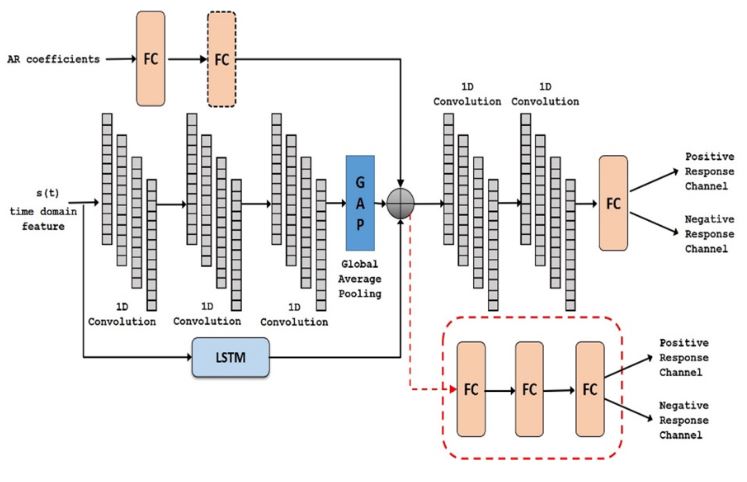 AR coefficients
FC
FC
1D
Convolution
1D
Convolution
s(t)
time domain
feature
G
A
P
Global
Average
Pooling
1D
Convolution
1D
Convolution
1D
Convolution
LSTM
FC
Positive
Response
Channel
Negative
Response
Channel
FC
FC
FC
Positive
Response
Channel
Negative
Response
Channel